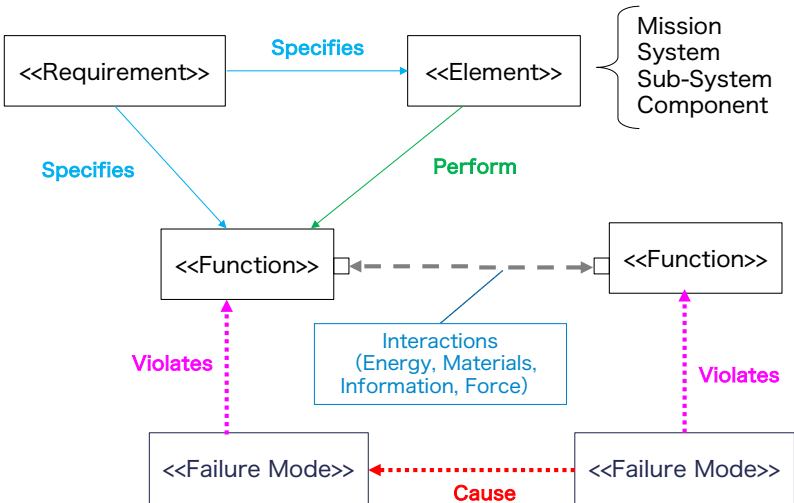 Specifies
<<Requirement>>
<<Element>>
Mission
System
Sub-System
Component
Specifies
Perform
<<Function>>
<<Function>>
Interactions
（Energy, Materials,
Information, Force）
Violates
Violates
<<Failure Mode>>
<<Failure Mode>>
Cause